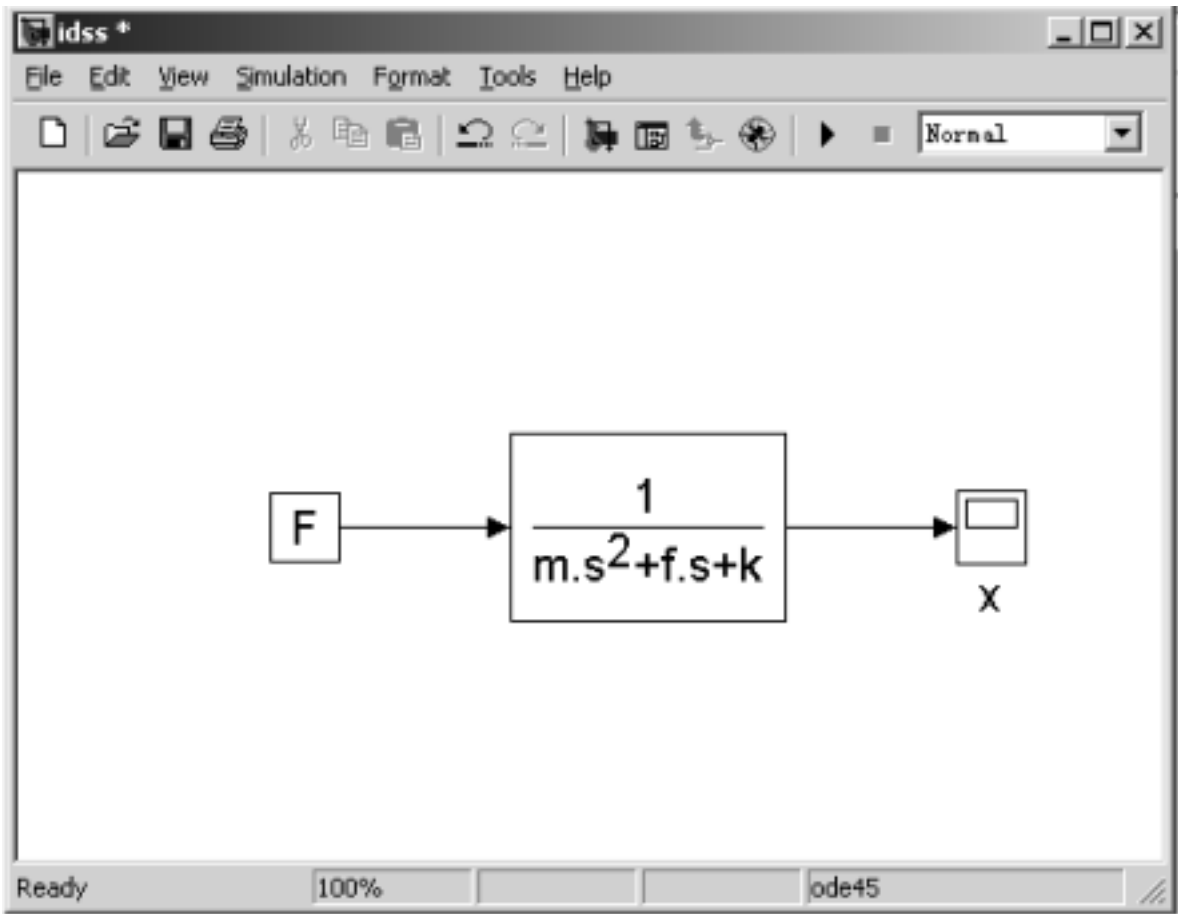 idss *
File Edit View Simulation Format Tools Help
Normal
F
1
m.s²+f.s+k
x
Ready 100% ode45